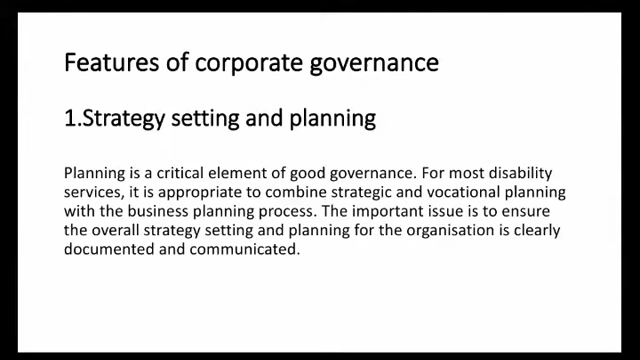 Features of corporate governance
1.Strategy setting and planning
Planning is a critical element of good governance. For most disability
services, it is appropriate to combine strategic and vocational planning
with the business planning process. The important issue is to ensure
the overall strategy setting and planning for the organisation is clearly
documented and communicated.